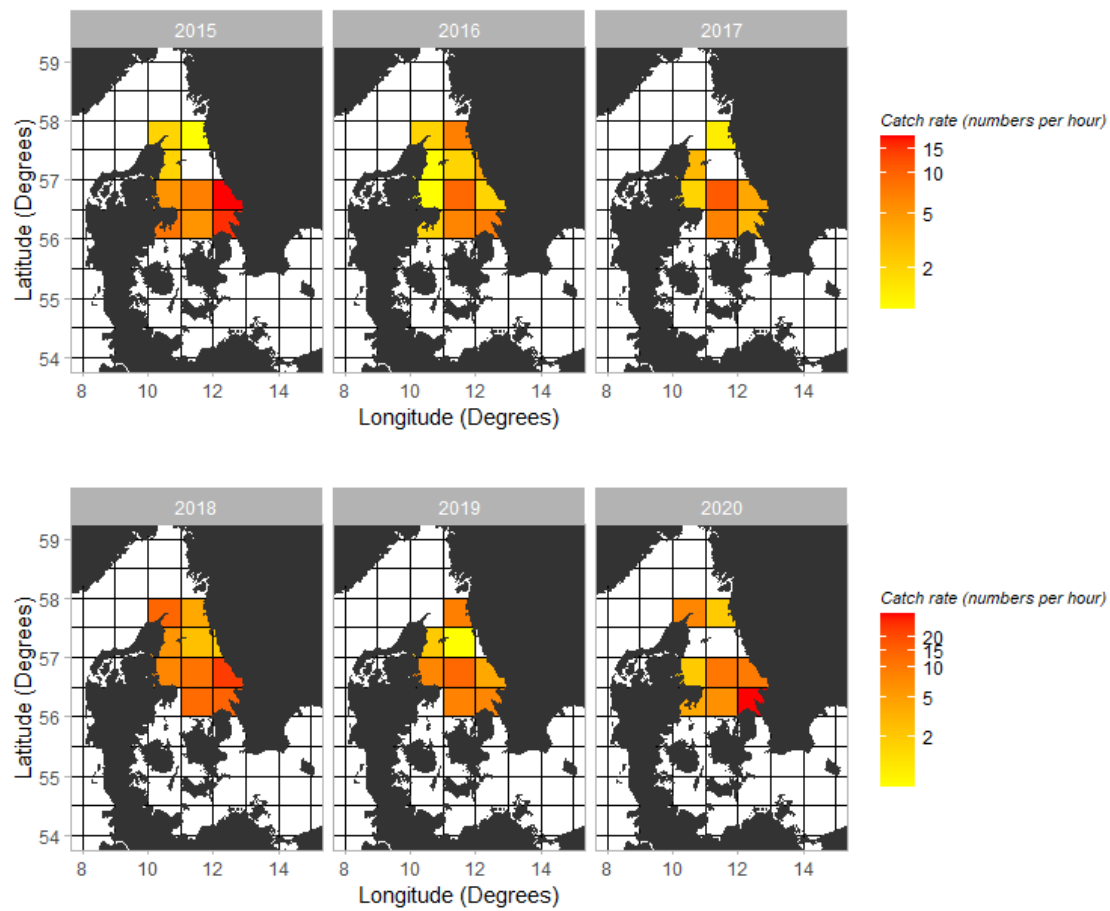 2015 2016 2017
59
58
57
56
55
54
Latitude (Degrees)
8 10 12 14 8 10 12 14 8 10 12 14
Longitude (Degrees)
Catch rate (numbers per hour)
15
10
5
2
2018 2019 2020
59
58
57
56
55
54
Latitude (Degrees)
8 10 12 14 8 10 12 14 8 10 12 14
Longitude (Degrees)
Catch rate (numbers per hour)
20
15
10
5
2